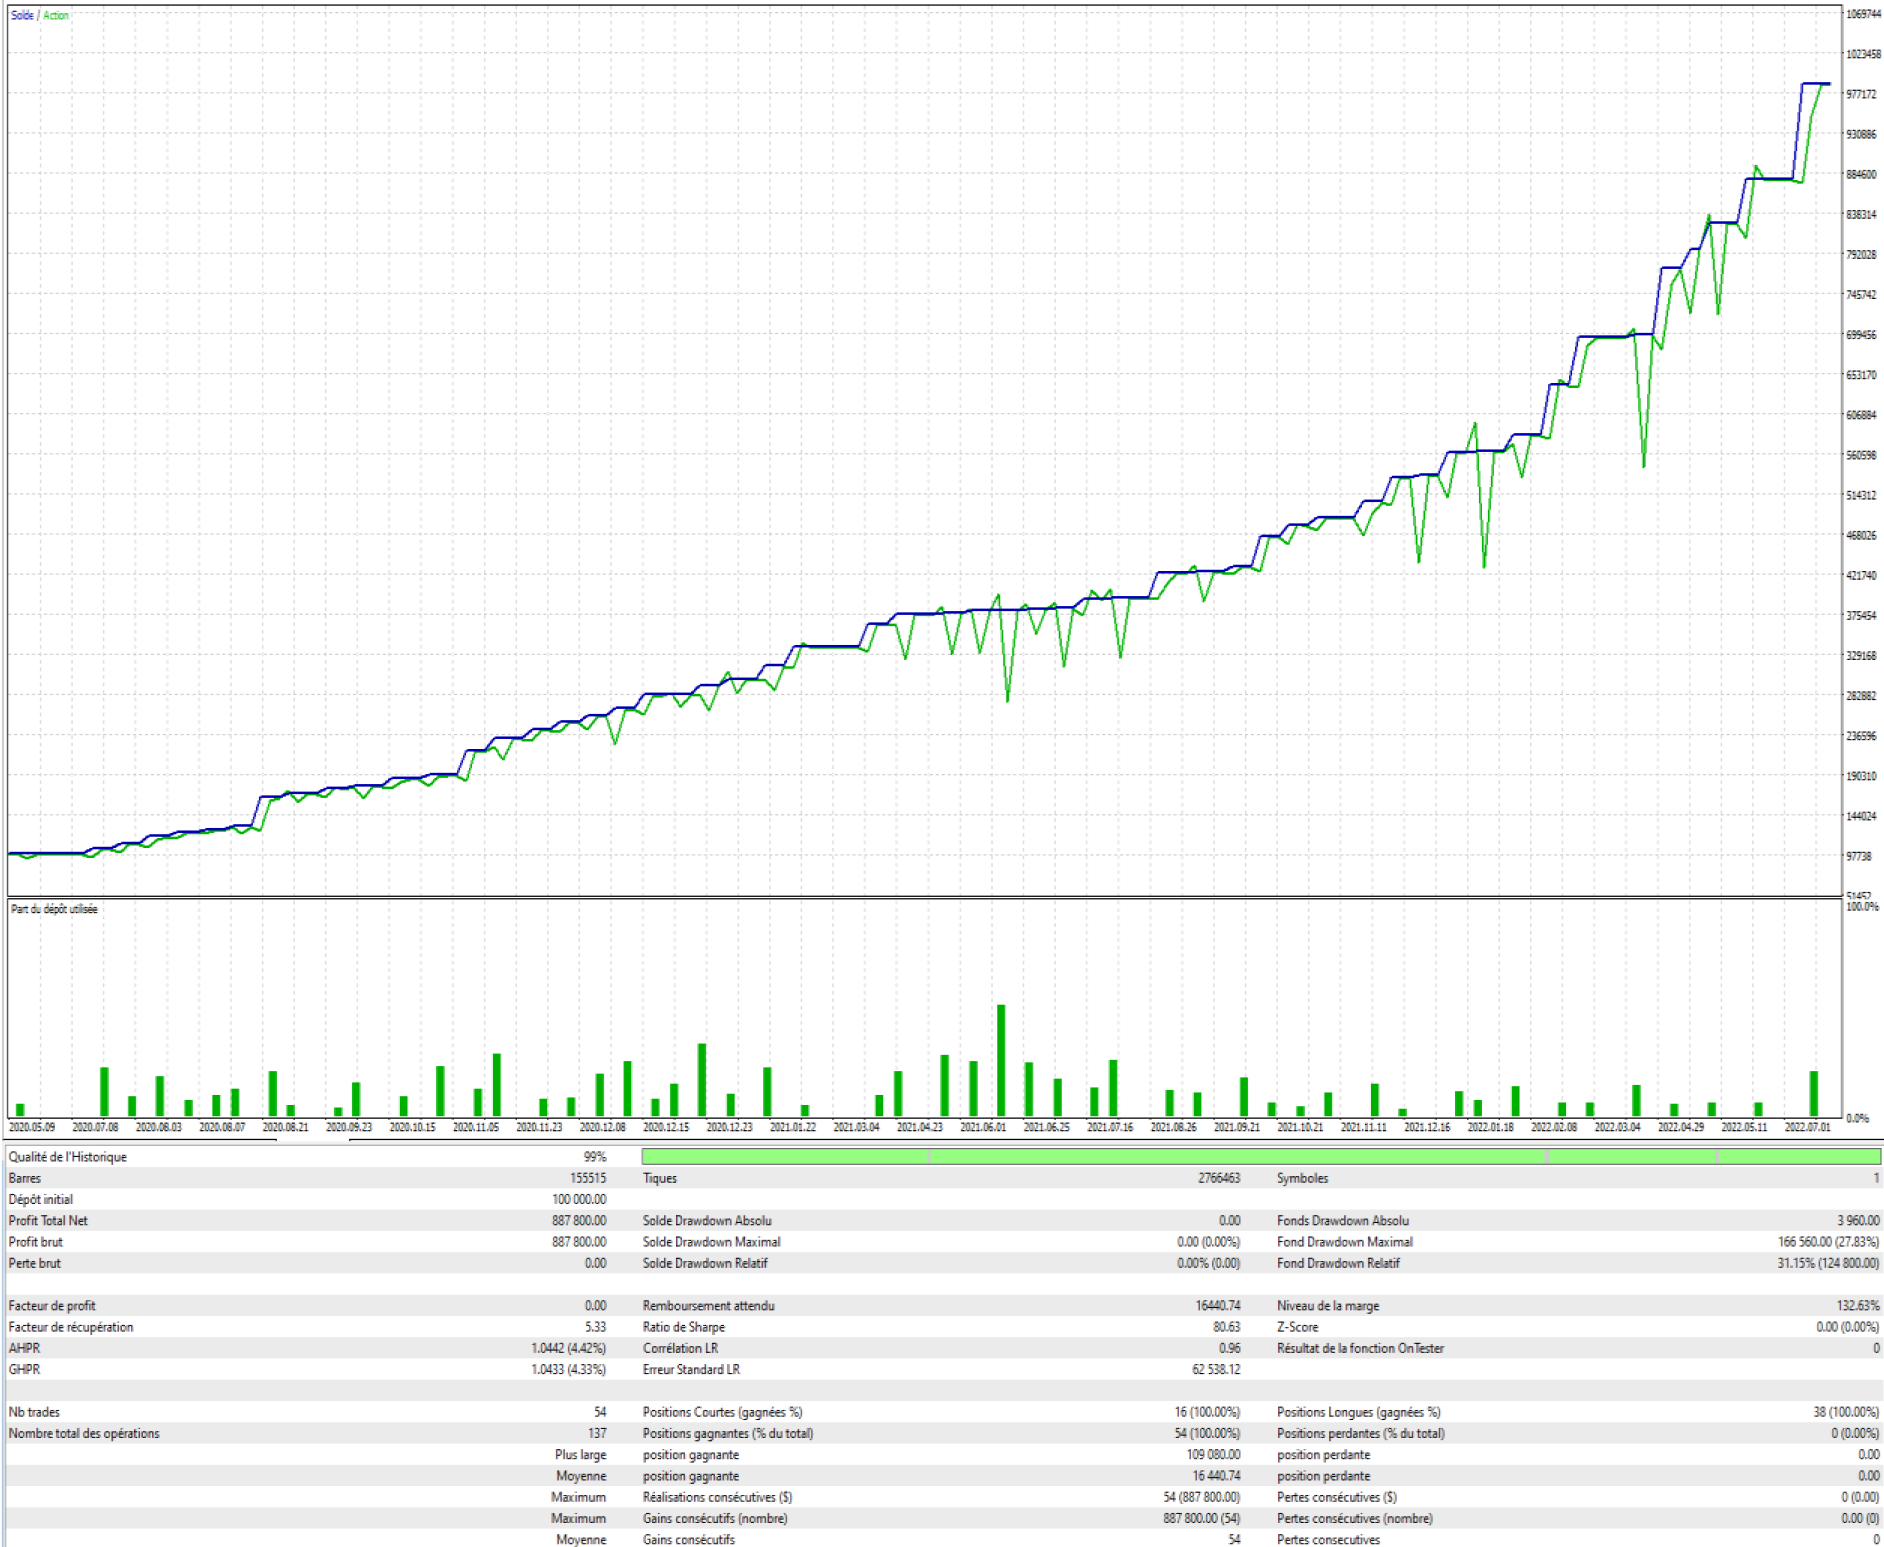 Solde / Action
1069744
1023458
977172
930886
884600
838314
792028
745742
699456
653170
606884
560598
514312
468026
421740
375454
329168
282882
236596
190310
144024
97738
51452
Part du dépôt utilisée
100.0%
0.0%
2020.05.09 2020.07.08 2020.08.03 2020.08.07 2020.08.21 2020.09.23 2020.10.15 2020.11.05 2020.11.23 2020.12.08 2020.12.15 2020.12.23 2021.01.22 2021.03.04 2021.04.23 2021.06.01 2021.06.25 2021.07.16 2021.08.26 2021.09.21 2021.10.21 2021.11.11 2021.12.16 2022.01.18 2022.02.08 2022.03.04 2022.04.29 2022.05.11 2022.07.01
Qualité de l'Historique 99%
Barres 155515 Tiques 2766463 Symboles 1
Dépôt initial 100 000.00
Profit Total Net 887 800.00 Solde Drawdown Absolu 0.00 Fonds Drawdown Absolu 3 960.00
Profit brut 887 800.00 Solde Drawdown Maximal 0.00 (0.00%) Fond Drawdown Maximal 166 560.00 (27.83%)
Perte brut 0.00 Solde Drawdown Relatif 0.00% (0.00) Fond Drawdown Relatif 31.15% (124 800.00)
Facteur de profit 0.00 Remboursement attendu 16440.74 Niveau de la marge 132.63%
Facteur de récupération 5.33 Ratio de Sharpe 80.63 Z-Score 0.00 (0.00%)
AHPR 1.0442 (4.42%) Corrélation LR 0.96 Résultat de la fonction OnTester 0
GHPR 1.0433 (4.33%) Erreur Standard LR 62 538.12
Nb trades 54 Positions Courtes (gagnées %) 16 (100.00%) Positions Longues (gagnées %) 38 (100.00%)
Nombre total des opérations 137 Positions gagnantes (% du total) 54 (100.00%) Positions perdantes (% du total) 0 (0.00%)
Plus large position gagnante 109 080.00 position perdante 0.00
Moyenne position gagnante 16 440.74 position perdante 0.00
Maximum Réalisations consécutives ($) 54 (887 800.00) Pertes consécutives ($) 0 (0.00)
Maximum Gains consécutifs (nombre) 887 800.00 (54) Pertes consécutives (nombre) 0.00 (0)
Moyenne Gains consécutifs 54 Pertes consecutives 0